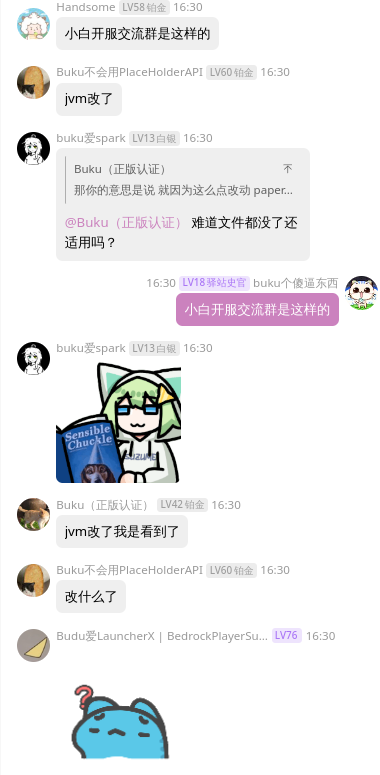 Handsome LV58 铂金 16:30
小白开服交流群是这样的
Buku不会用PlaceHolderAPI LV60 铂金 16:30
jvm改了
buku爱spark LV13 白银 16:30
Buku（正版认证）
那你的意思是说 就因为这么点改动 paper...
@Buku（正版认证） 难道文件都没了还
适用吗？
16:30 LV18 驿站史官 buku个傻逼东西
小白开服交流群是这样的
buku爱spark LV13 白银 16:30
Sensible
Chuckle
Buku（正版认证） LV42 铂金 16:30
jvm改了我是看到了
Buku不会用PlaceHolderAPI LV60 铂金 16:30
改什么了
Budu爱LauncherX | BedrockPlayerSu... LV76 16:30
?